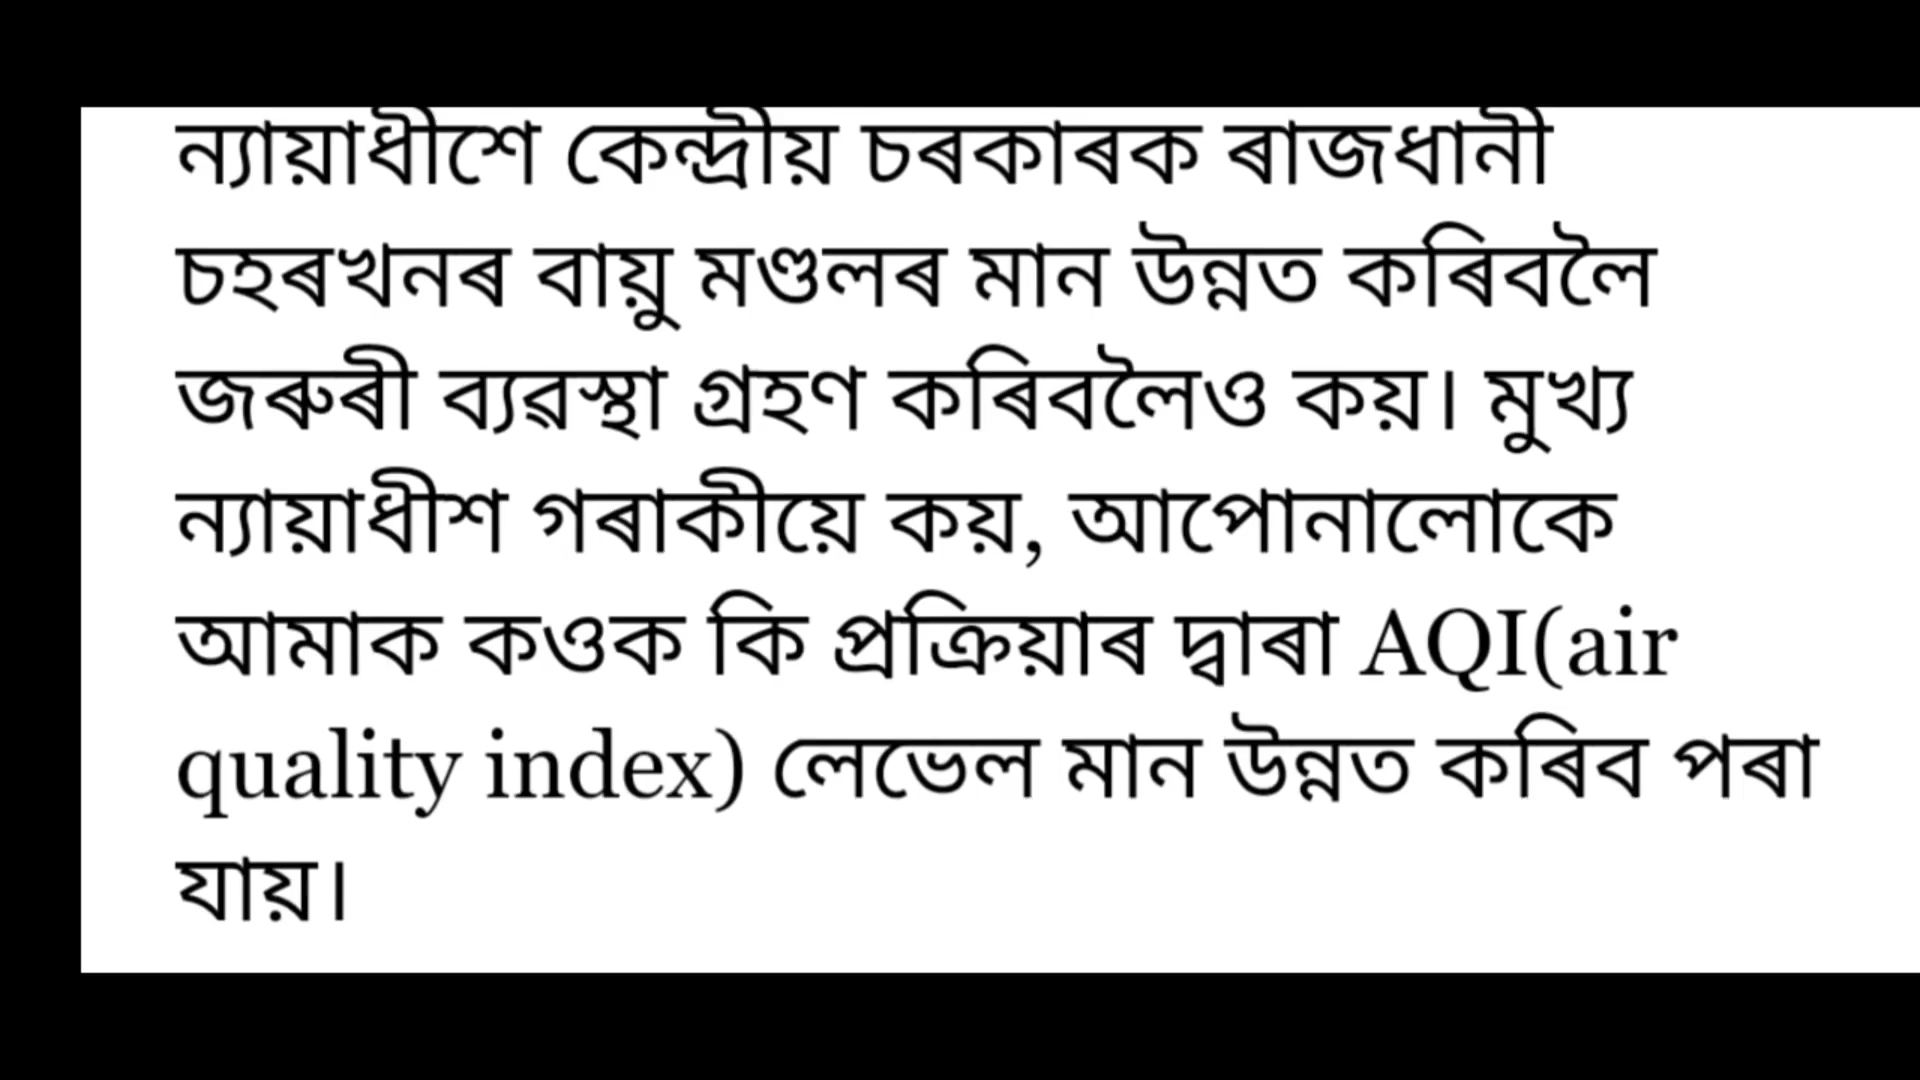 ন্যায়াধীশে কেন্দ্ৰীয় চৰকাৰক ৰাজধানী
চহৰখনৰ বায়ু মণ্ডলৰ মান উন্নত কৰিবলৈ
জৰুৰী ব্যৱস্থা গ্ৰহণ কৰিবলৈও কয়। মুখ্য
ন্যায়াধীশ গৰাকীয়ে কয়, আপোনালোকে
আমাক কওক কি প্ৰক্ৰিয়াৰ দ্বাৰা AQI(air
quality index) লেভেল মান উন্নত কৰিব পৰা
যায়।